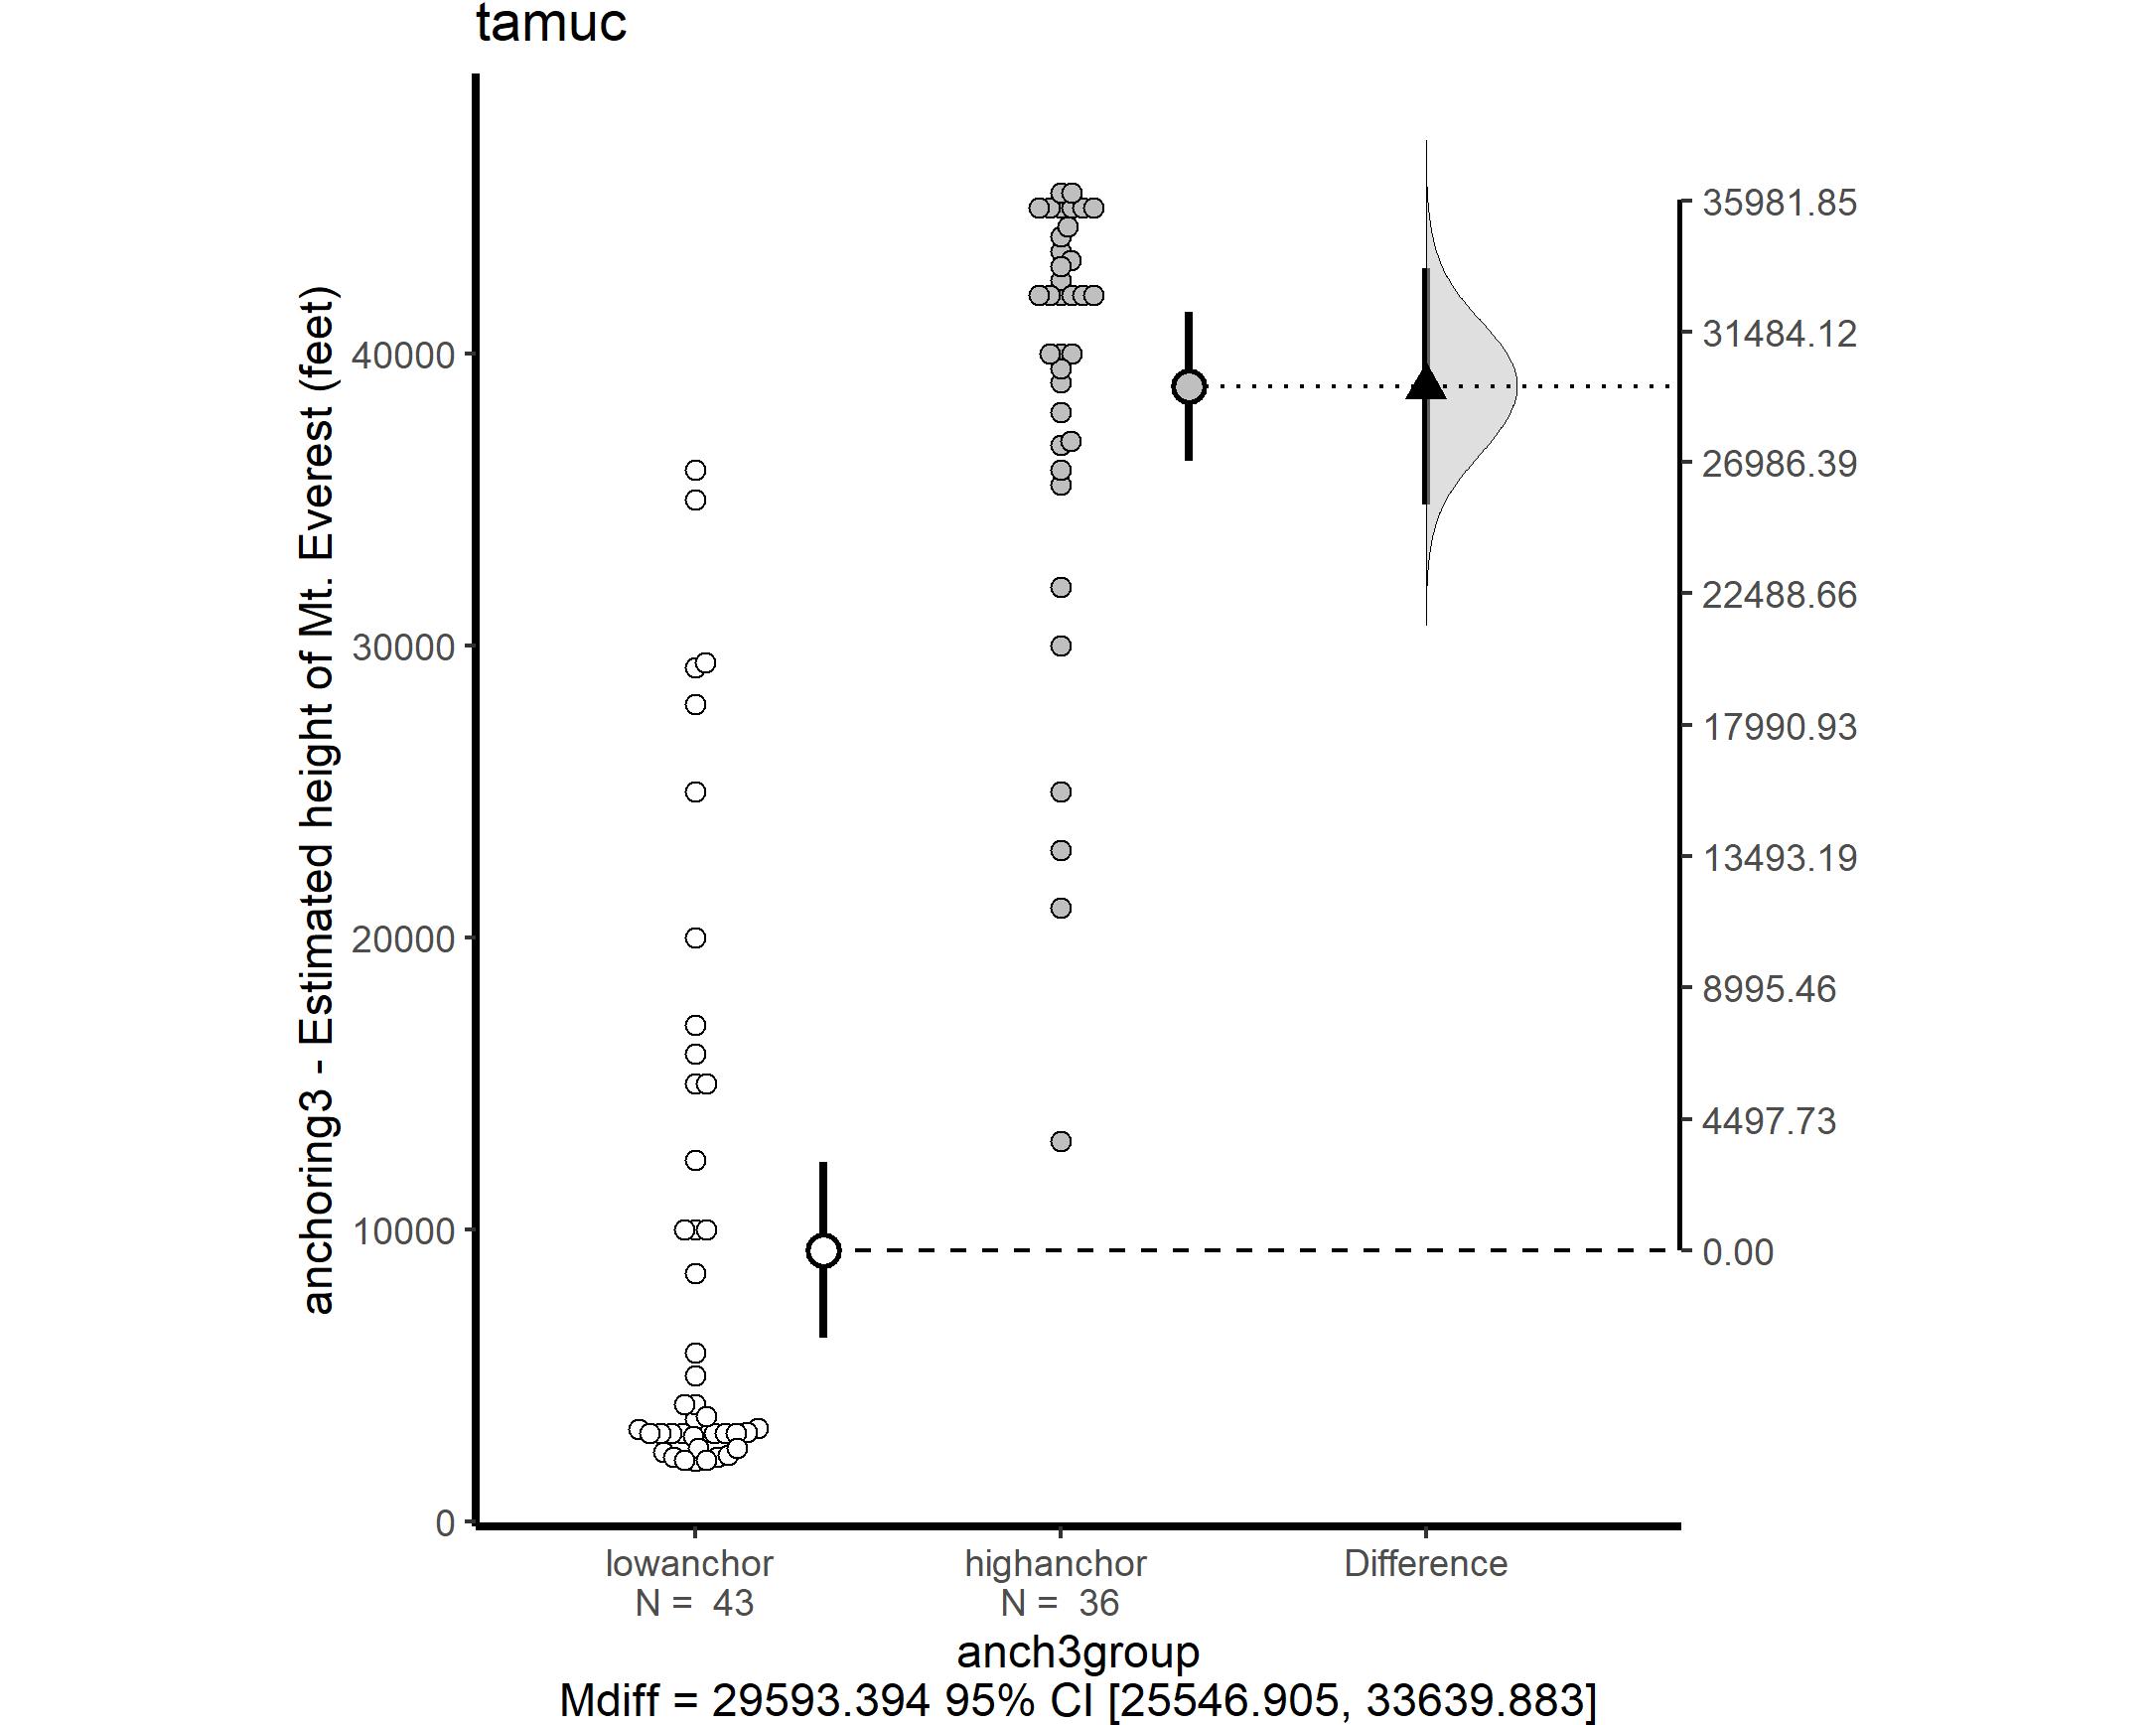 tamuc
anchoring3 - Estimated height of Mt. Everest (feet)
40000
30000
20000
10000
0
35981.85
31484.12
26986.39
22488.66
17990.93
13493.19
8995.46
4497.73
0.00
lowanchor
N = 43
highanchor
N = 36
Difference
anch3group
Mdiff = 29593.394 95% CI [25546.905, 33639.883]